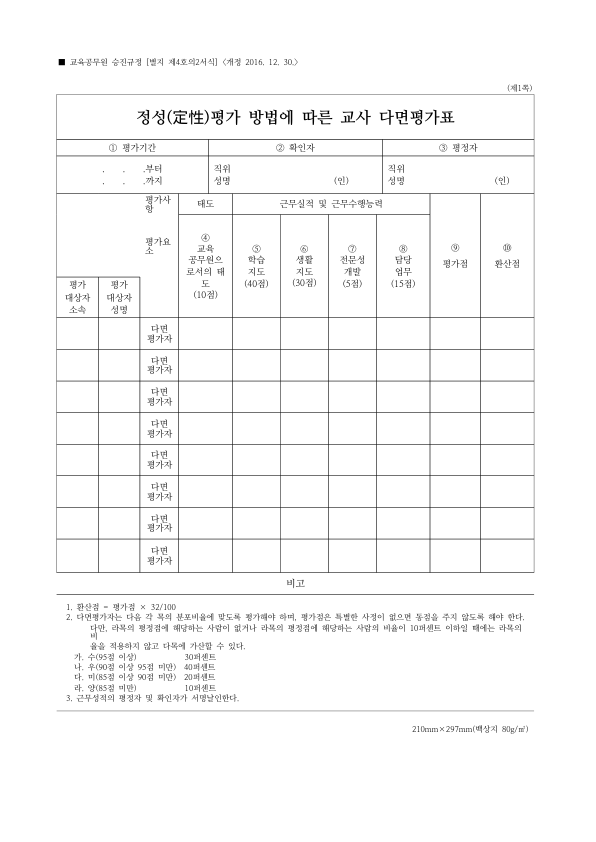 ■ 교육공무원 승진규정 [별지 제4호의2서식] 〈개정 2016. 12. 30.〉
(제1쪽)
정성(定性)평가 방법에 따른 교사 다면평가표
① 평가기간 ② 확인자 ③ 평정자
. . .부터
. . .까지
직위
성명 (인)
직위
성명 (인)
평가사
항
태도
근무실적 및 근무수행능력
평가요
소
④
교육
공무원으
로서의 태
도
(10점)
⑤
학습
지도
(40점)
⑥
생활
지도
(30점)
⑦
전문성
개발
(5점)
⑧
담당
업무
(15점)
⑨
평가점
⑩
환산점
평가
대상자
소속
평가
대상자
성명
다면
평가자
다면
평가자
다면
평가자
다면
평가자
다면
평가자
다면
평가자
다면
평가자
다면
평가자
비고
1. 환산점 = 평가점 × 32/100
2. 다면평가자는 다음 각 목의 분포비율에 맞도록 평가해야 하며, 평가점은 특별한 사정이 없으면 동점을 주지 않도록 해야 한다.
다만, 라목의 평정점에 해당하는 사람이 없거나 라목의 평정점에 해당하는 사람의 비율이 10퍼센트 이하일 때에는 라목의
비
율을 적용하지 않고 다목에 가산할 수 있다.
가. 수(95점 이상) 30퍼센트
나. 우(90점 이상 95점 미만) 40퍼센트
다. 미(85점 이상 90점 미만) 20퍼센트
라. 양(85점 미만) 10퍼센트
3. 근무성적의 평정자 및 확인자가 서명날인한다.
210mm×297mm(백상지 80g/㎡)